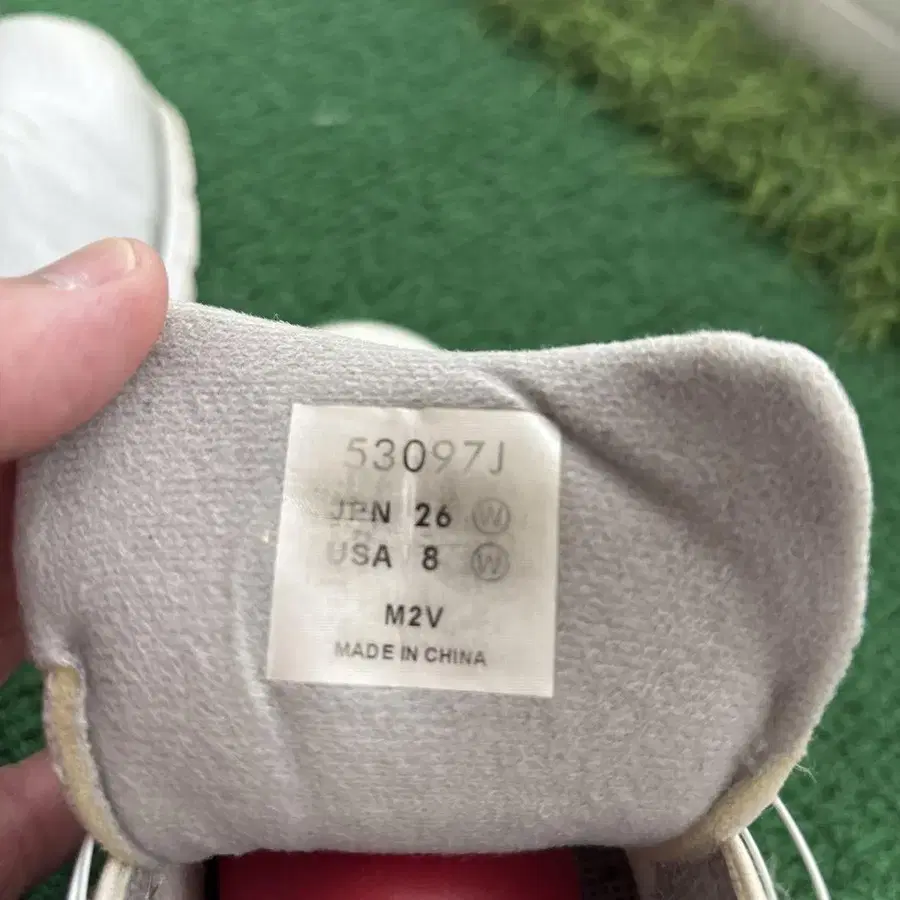 53097J
JPN 26 Ⓦ
USA 8 Ⓦ
M2V
MADE IN CHINA